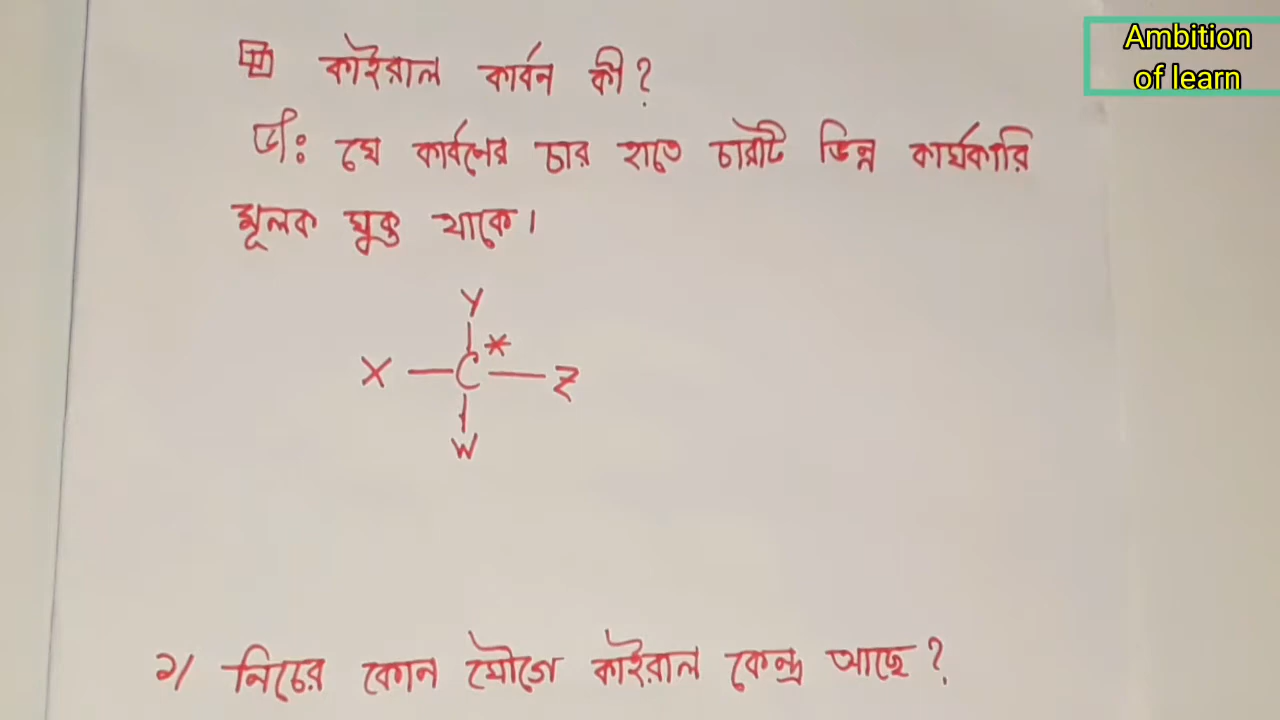 কাইরাল কার্বন কী?
Ambition
of learn
উঃ যে কার্বনের চার হাতে চারটি ভিন্ন কার্যকারি
মূলক যুক্ত থাকে।
Y
X — C* — Z
W
১/ নিচের কোন যৌগে কাইরাল কেন্দ্র আছে?